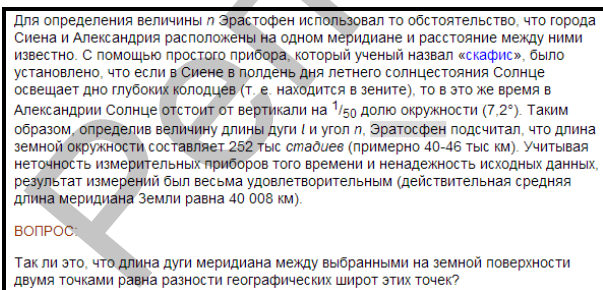 Для определения величины n Эрастофен использовал то обстоятельство, что города
Сиена и Александрия расположены на одном меридиане и расстояние между ними
известно. С помощью простого прибора, который ученый назвал «скафис», было
установлено, что если в Сиене в полдень дня летнего солнцестояния Солнце
освещает дно глубоких колодцев (т. е. находится в зените), то в это же время в
Александрии Солнце отстоит от вертикали на 1/50 долю окружности (7,2°). Таким
образом, определив величину длины дуги l и угол n, Эратосфен подсчитал, что длина
земной окружности составляет 252 тыс стадиев (примерно 40-46 тыс км). Учитывая
неточность измерительных приборов того времени и ненадежность исходных данных,
результат измерений был весьма удовлетворительным (действительная средняя
длина меридиана Земли равна 40 008 км).
ВОПРОС:
Так ли это, что длина дуги меридиана между выбранными на земной поверхности
двумя точками равна разности географических широт этих точек?